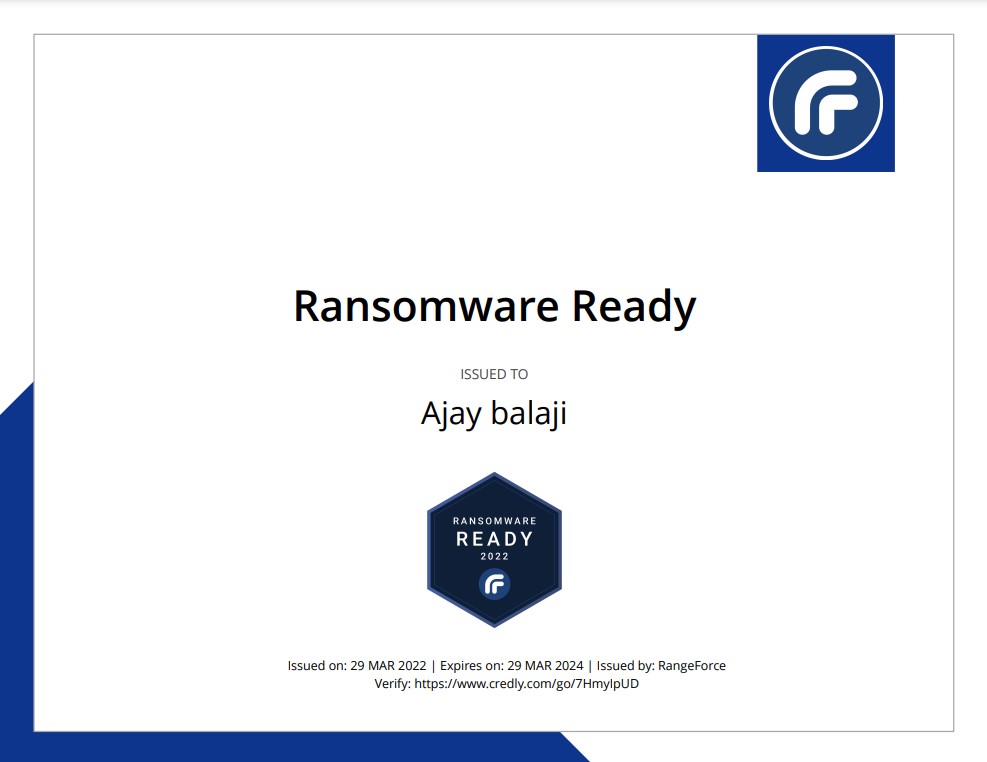 Ransomware Ready
ISSUED TO
Ajay balaji
RANSOMWARE
READY
2022
Issued on: 29 MAR 2022 | Expires on: 29 MAR 2024 | Issued by: RangeForce
Verify: https://www.credly.com/go/7HmyIpUD